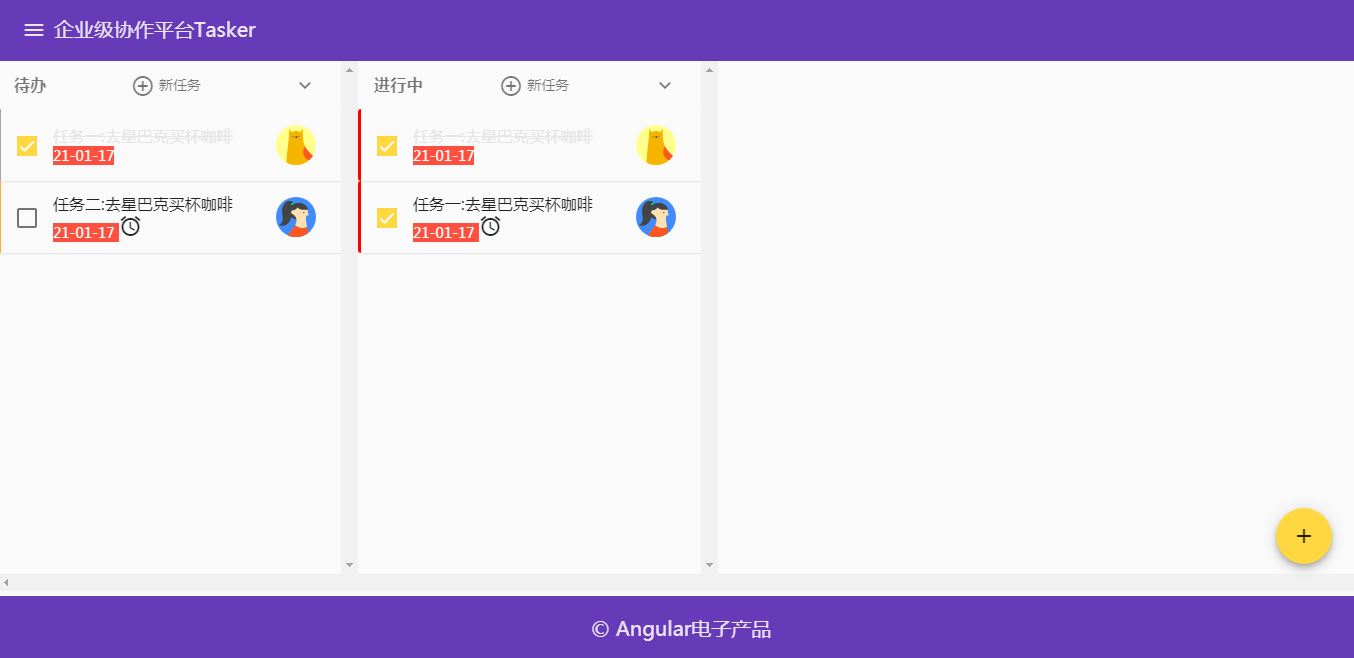 企业级协作平台Tasker
待办
新任务
任务一:去星巴克买杯咖啡
21-01-17
任务二:去星巴克买杯咖啡
21-01-17
进行中
新任务
任务一:去星巴克买杯咖啡
21-01-17
任务一:去星巴克买杯咖啡
21-01-17
© Angular电子产品